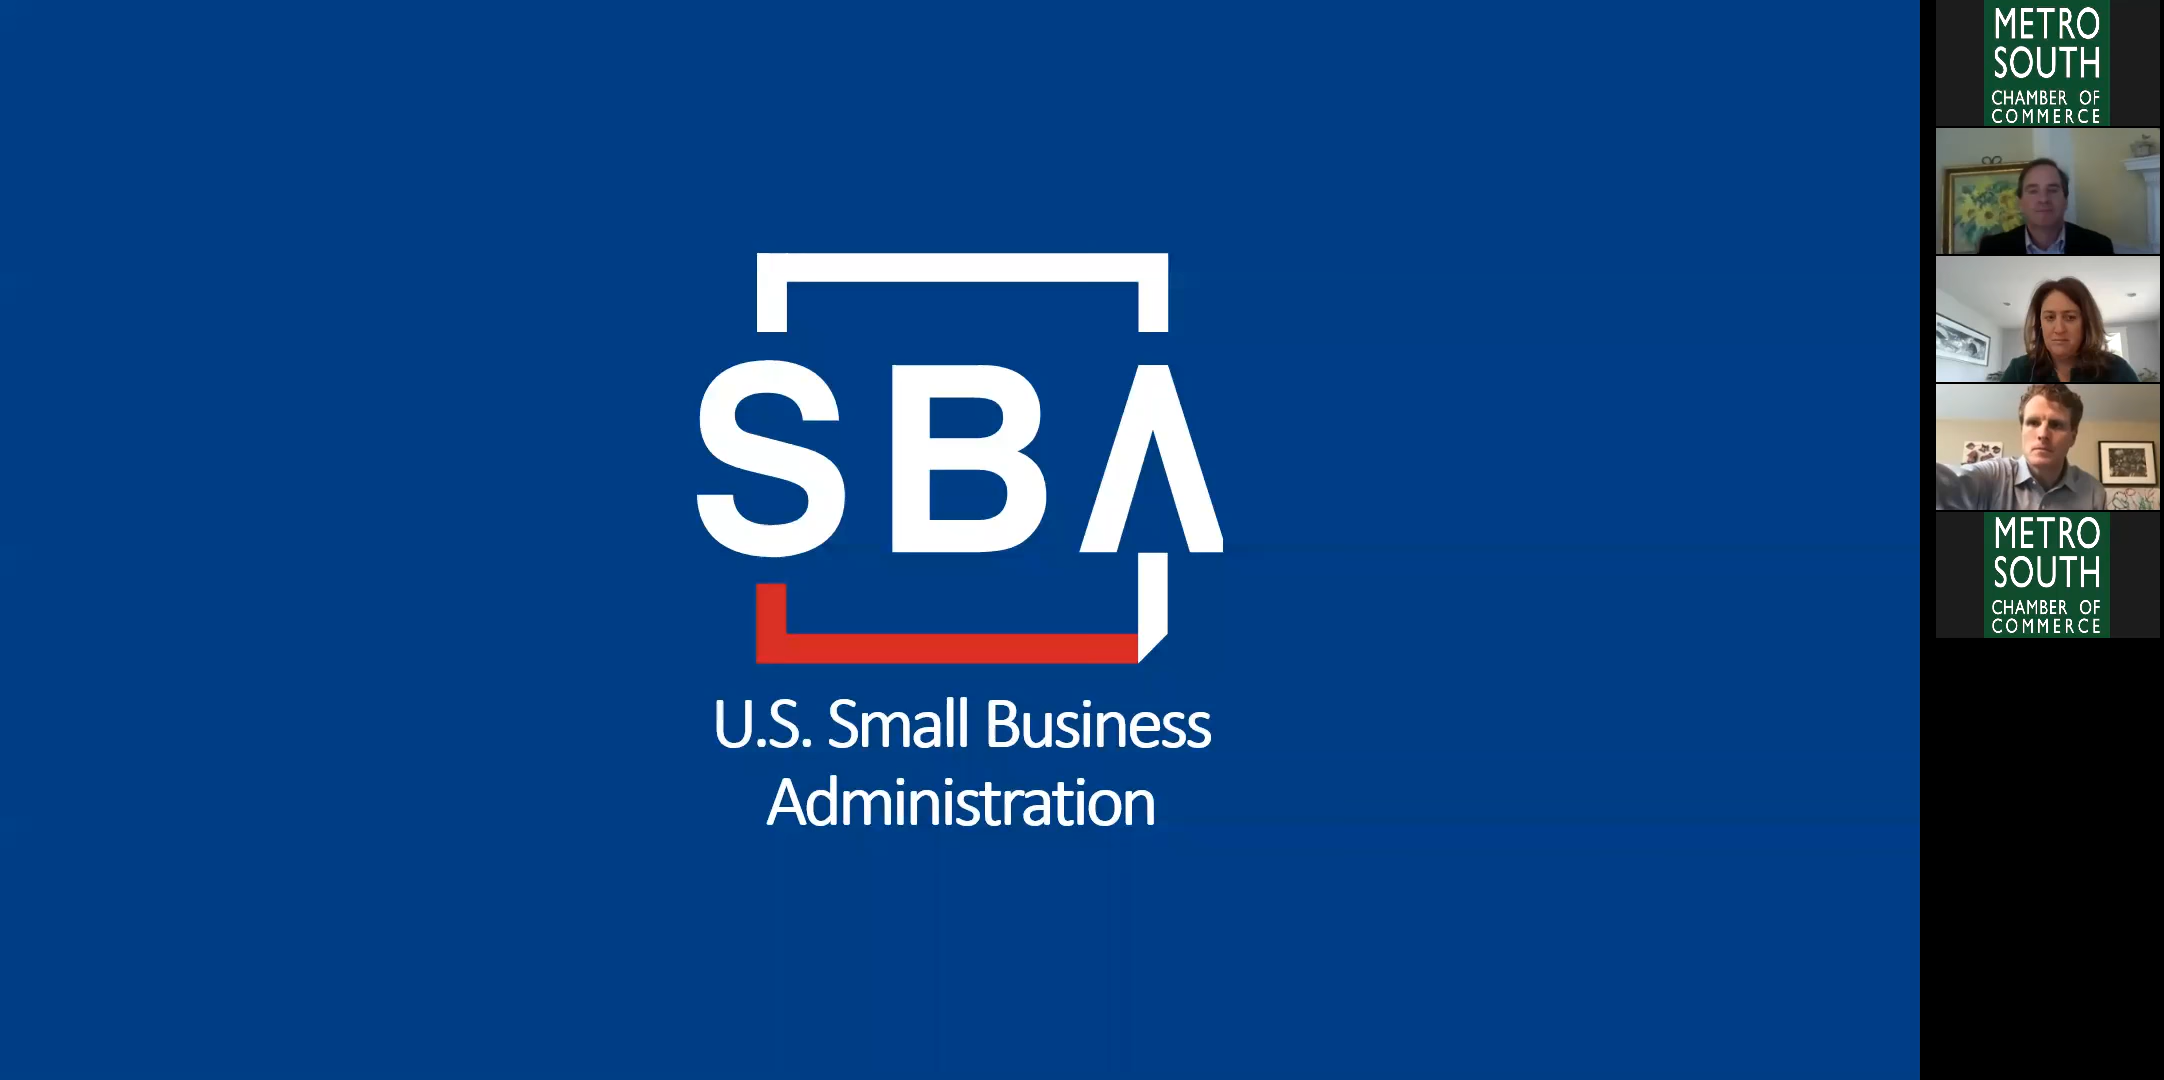 SBA
U.S. Small Business
Administration
METRO
SOUTH
CHAMBER OF
COMMERCE
METRO
SOUTH
CHAMBER OF
COMMERCE